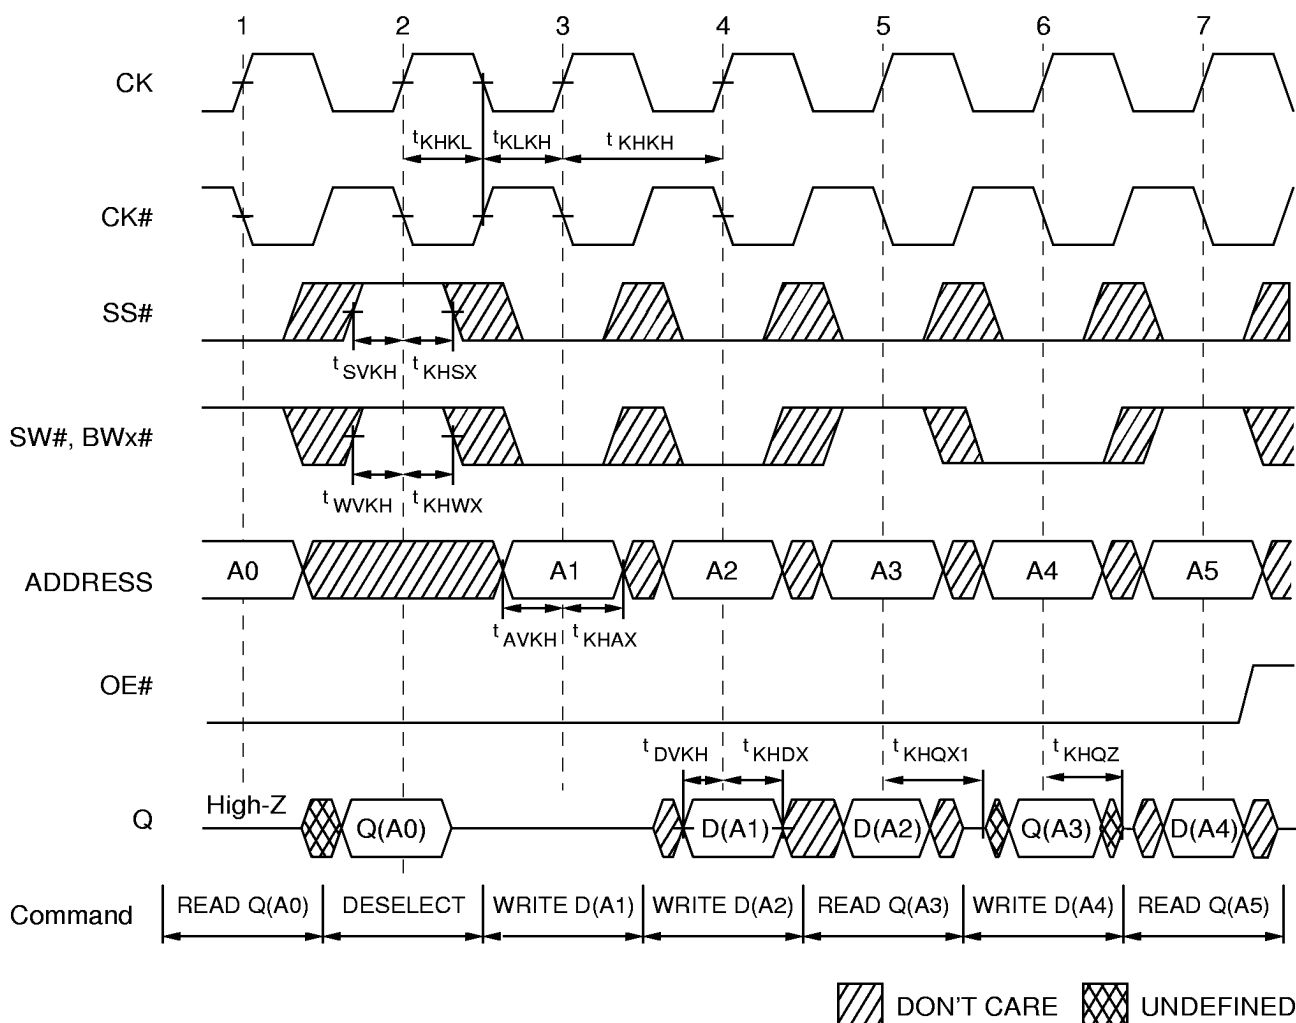 1 2 3 4 5 6 7
CK
tKHKL tKLKH tKHKH
CK#
SS#
tSVKH tKHSX
SW#, BWx#
tWVKH tKHWX
ADDRESS A0 A1 A2 A3 A4 A5
tAVKH tKHAX
OE#
tDVKH tKHDX tKHQX1 tKHQZ
Q High-Z Q(A0) D(A1) D(A2) Q(A3) D(A4)
Command READ Q(A0) DESELECT WRITE D(A1) WRITE D(A2) READ Q(A3) WRITE D(A4) READ Q(A5)
DON'T CARE UNDEFINED